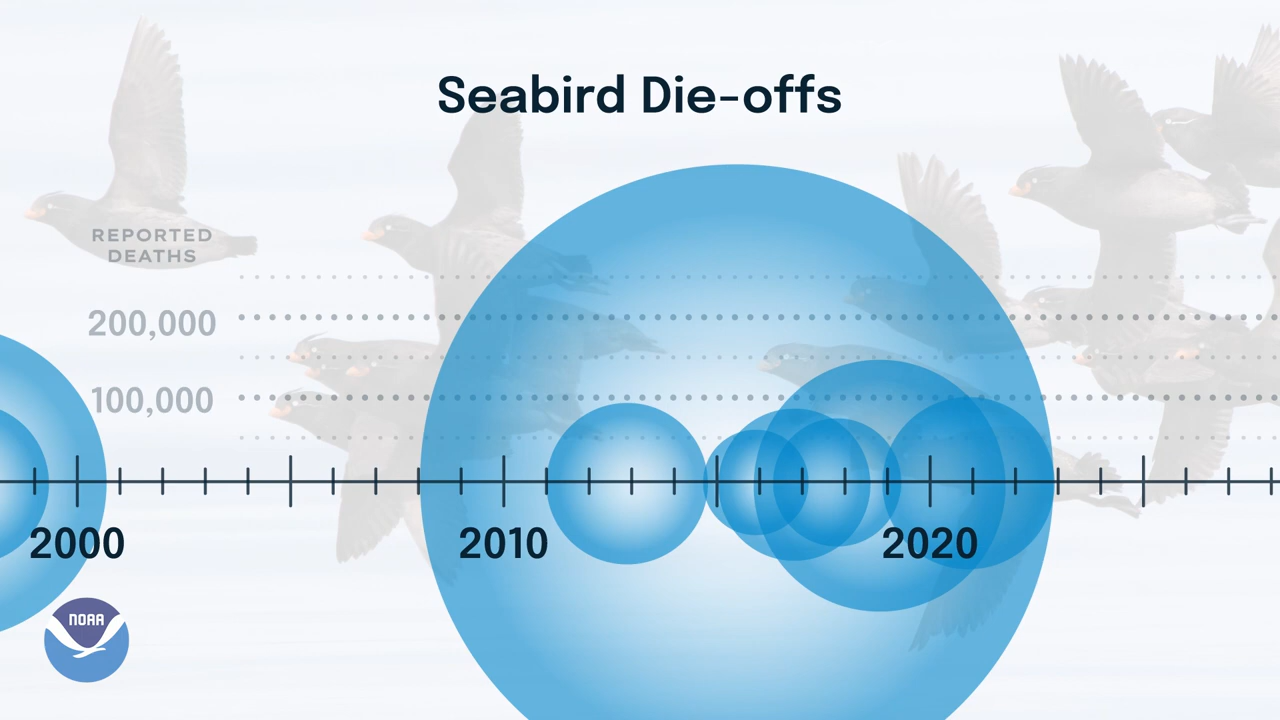 Seabird Die-offs
REPORTED
DEATHS
200,000
100,000
2000
2010
2020
NOAA